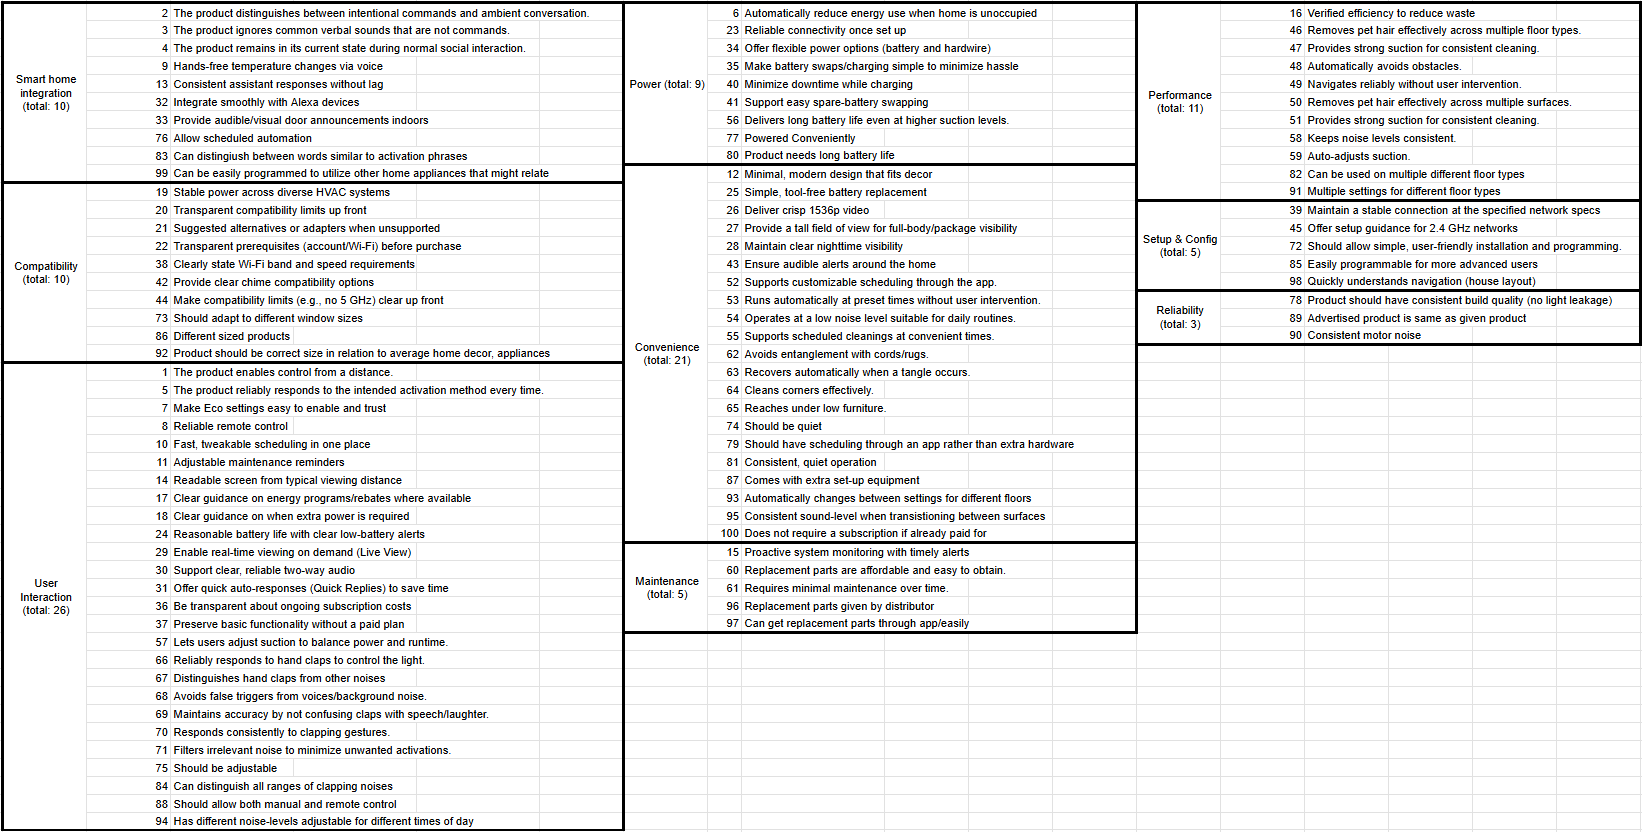 Smart home
integration
(total: 10)
2 The product distinguishes between intentional commands and ambient conversation.
3 The product ignores common verbal sounds that are not commands.
4 The product remains in its current state during normal social interaction.
9 Hands-free temperature changes via voice
13 Consistent assistant responses without lag
32 Integrate smoothly with Alexa devices
33 Provide audible/visual door announcements indoors
76 Allow scheduled automation
83 Can distingiush between words similar to activation phrases
99 Can be easily programmed to utilize other home appliances that might relate
Compatibility
(total: 10)
19 Stable power across diverse HVAC systems
20 Transparent compatibility limits up front
21 Suggested alternatives or adapters when unsupported
22 Transparent prerequisites (account/Wi-Fi) before purchase
38 Clearly state Wi-Fi band and speed requirements
42 Provide clear chime compatibility options
44 Make compatibility limits (e.g., no 5 GHz) clear up front
73 Should adapt to different window sizes
86 Different sized products
92 Product should be correct size in relation to average home decor, appliances
User
Interaction
(total: 26)
1 The product enables control from a distance.
5 The product reliably responds to the intended activation method every time.
7 Make Eco settings easy to enable and trust
8 Reliable remote control
10 Fast, tweakable scheduling in one place
11 Adjustable maintenance reminders
14 Readable screen from typical viewing distance
17 Clear guidance on energy programs/rebates where available
18 Clear guidance on when extra power is required
24 Reasonable battery life with clear low-battery alerts
29 Enable real-time viewing on demand (Live View)
30 Support clear, reliable two-way audio
31 Offer quick auto-responses (Quick Replies) to save time
36 Be transparent about ongoing subscription costs
37 Preserve basic functionality without a paid plan
57 Lets users adjust suction to balance power and runtime.
66 Reliably responds to hand claps to control the light.
67 Distinguishes hand claps from other noises
68 Avoids false triggers from voices/background noise.
69 Maintains accuracy by not confusing claps with speech/laughter.
70 Responds consistently to clapping gestures.
71 Filters irrelevant noise to minimize unwanted activations.
75 Should be adjustable
84 Can distinguish all ranges of clapping noises
88 Should allow both manual and remote control
94 Has different noise-levels adjustable for different times of day
Power (total: 9)
6 Automatically reduce energy use when home is unoccupied
23 Reliable connectivity once set up
34 Offer flexible power options (battery and hardwire)
35 Make battery swaps/charging simple to minimize hassle
40 Minimize downtime while charging
41 Support easy spare-battery swapping
56 Delivers long battery life even at higher suction levels.
77 Powered Conveniently
80 Product needs long battery life
Convenience
(total: 21)
12 Minimal, modern design that fits decor
25 Simple, tool-free battery replacement
26 Deliver crisp 1536p video
27 Provide a tall field of view for full-body/package visibility
28 Maintain clear nighttime visibility
43 Ensure audible alerts around the home
52 Supports customizable scheduling through the app.
53 Runs automatically at preset times without user intervention.
54 Operates at a low noise level suitable for daily routines.
55 Supports scheduled cleanings at convenient times.
62 Avoids entanglement with cords/rugs.
63 Recovers automatically when a tangle occurs.
64 Cleans corners effectively.
65 Reaches under low furniture.
74 Should be quiet
79 Should have scheduling through an app rather than extra hardware
81 Consistent, quiet operation
87 Comes with extra set-up equipment
93 Automatically changes between settings for different floors
95 Consistent sound-level when transistioning between surfaces
100 Does not require a subscription if already paid for
Maintenance
(total: 5)
15 Proactive system monitoring with timely alerts
60 Replacement parts are affordable and easy to obtain.
61 Requires minimal maintenance over time.
96 Replacement parts given by distributor
97 Can get replacement parts through app/easily
Performance
(total: 11)
16 Verified efficiency to reduce waste
46 Removes pet hair effectively across multiple floor types.
47 Provides strong suction for consistent cleaning.
48 Automatically avoids obstacles.
49 Navigates reliably without user intervention.
50 Removes pet hair effectively across multiple surfaces.
51 Provides strong suction for consistent cleaning.
58 Keeps noise levels consistent.
59 Auto-adjusts suction.
82 Can be used on multiple different floor types
91 Multiple settings for different floor types
Setup & Config
(total: 5)
39 Maintain a stable connection at the specified network specs
45 Offer setup guidance for 2.4 GHz networks
72 Should allow simple, user-friendly installation and programming.
85 Easily programmable for more advanced users
98 Quickly understands navigation (house layout)
Reliability
(total: 3)
78 Product should have consistent build quality (no light leakage)
89 Advertised product is same as given product
90 Consistent motor noise